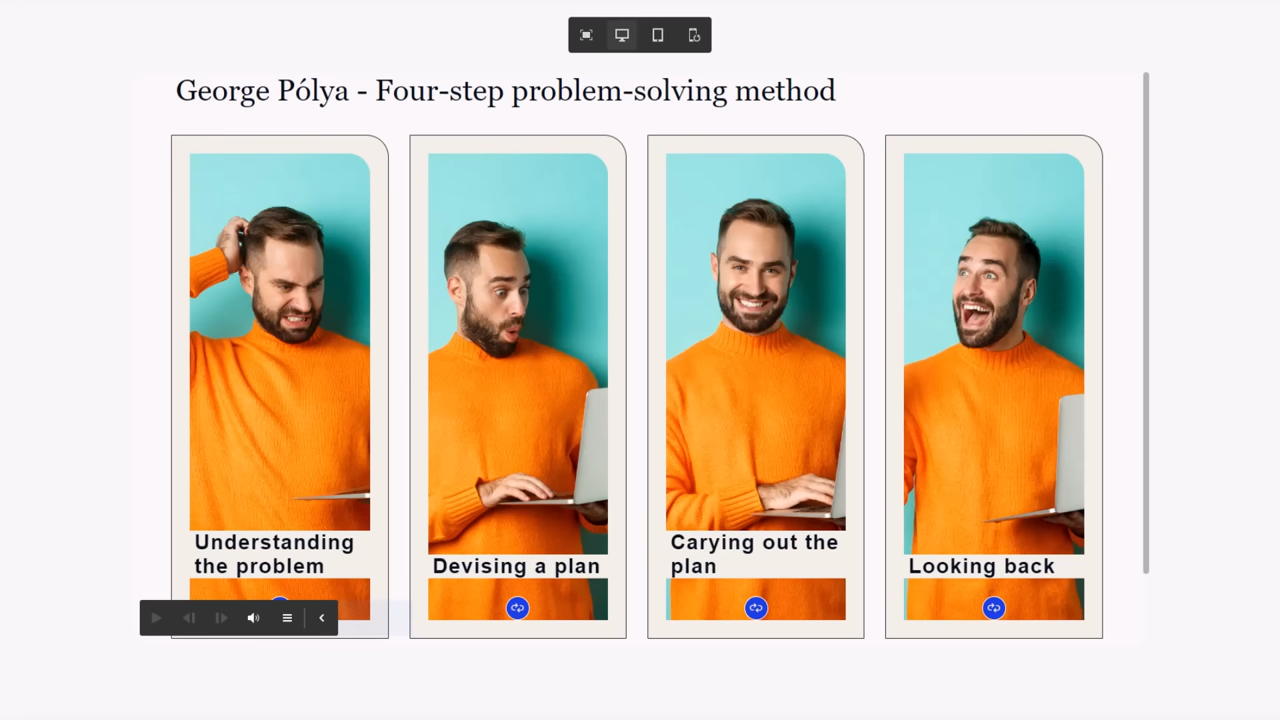 George Pólya - Four-step problem-solving method
Understanding
the problem
Devising a plan
Carying out the
plan
Looking back